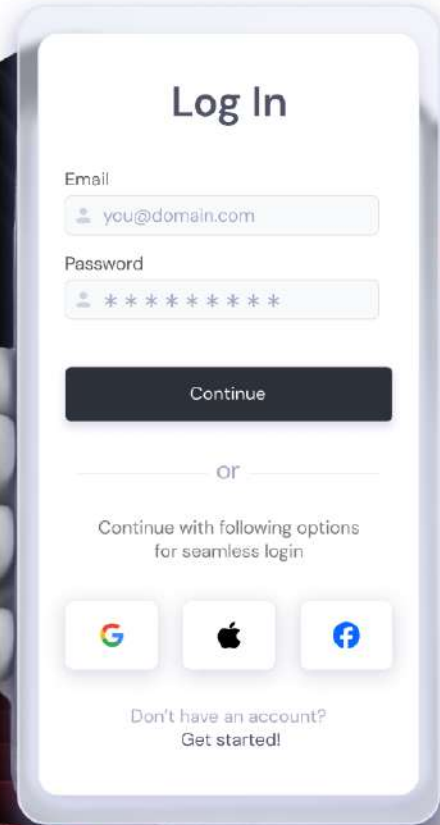 Log In
Email
you@domain.com
Password
*********
Continue
or
Continue with following options
for seamless login
Don't have an account?
Get started!